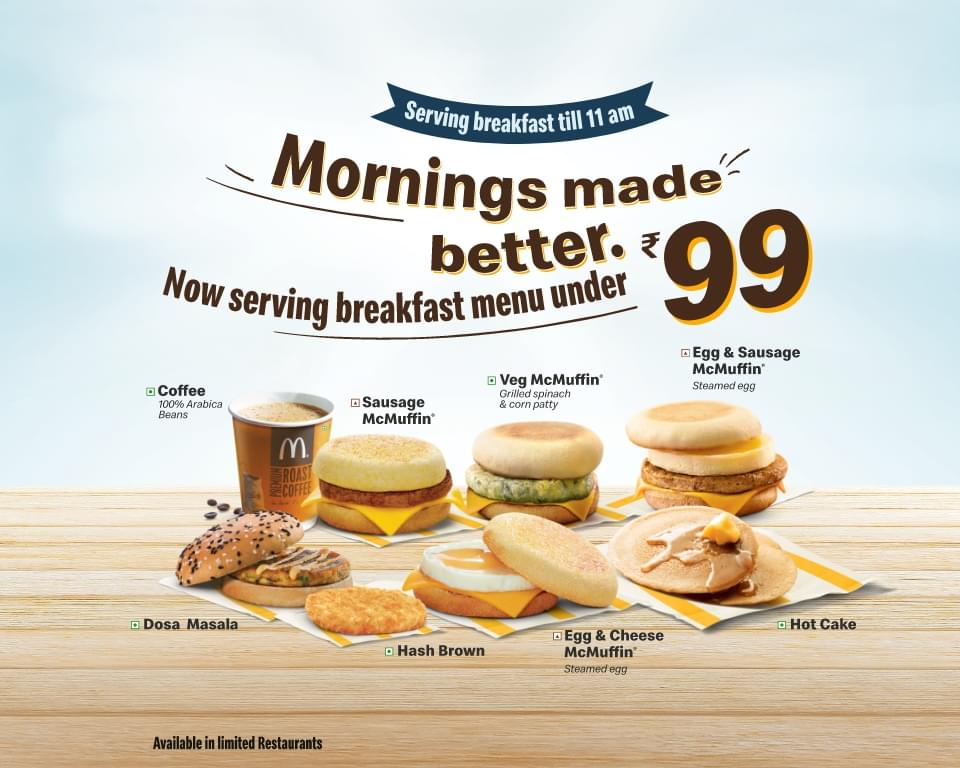 Serving breakfast till 11 am
Mornings made
better.
Now serving breakfast menu under
₹99
Egg & Sausage
McMuffin®
Steamed egg
Veg McMuffin®
Grilled spinach
& corn patty
Coffee
100% Arabica
Beans
Sausage
McMuffin®
PREMIUM
ROAST
COFFEE
Dosa Masala
Hash Brown
Egg & Cheese
McMuffin®
Steamed egg
Hot Cake
Available in limited Restaurants